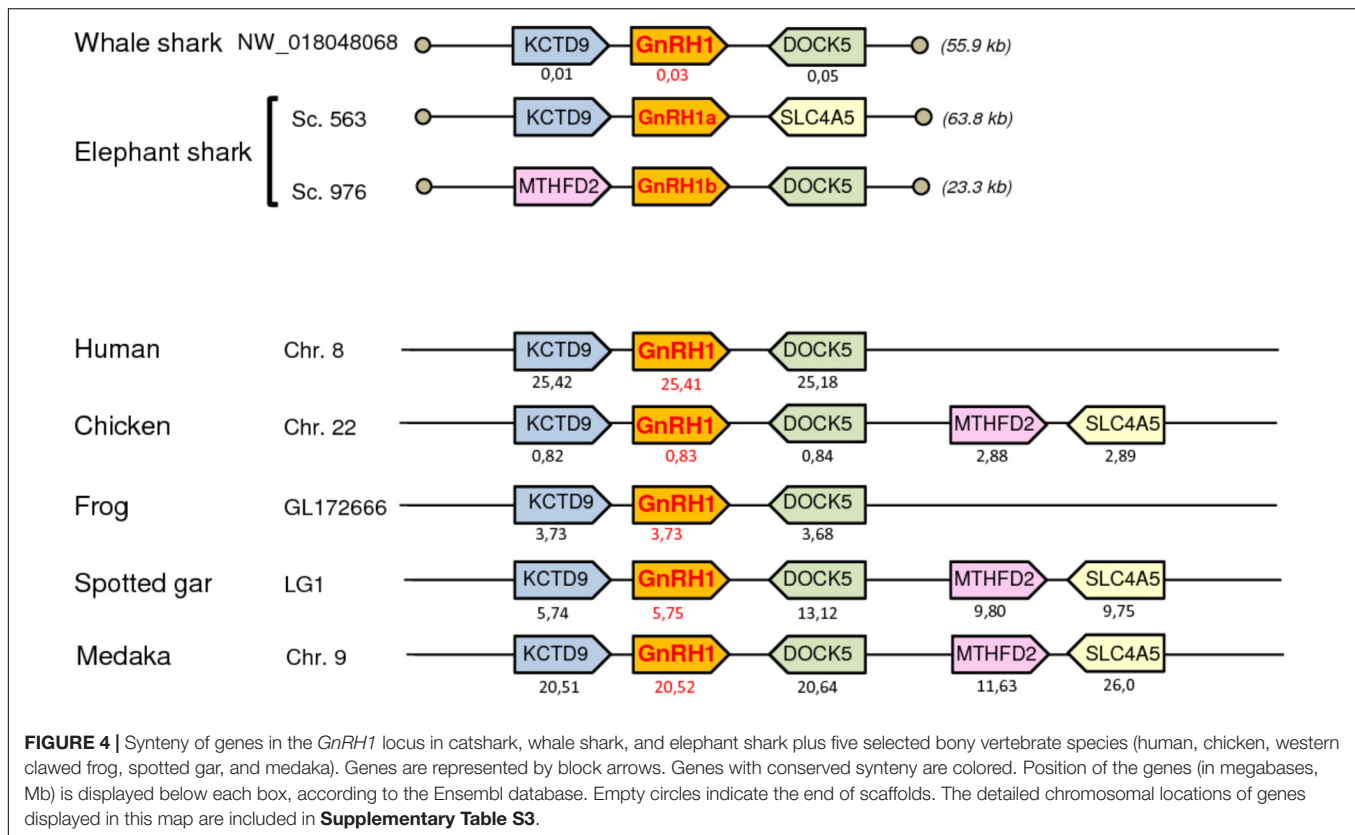 Whale shark NW_018048068 KCTD9 GnRH1 DOCK5 (55.9 kb)
0,01 0,03 0,05
Elephant shark
Sc. 563 KCTD9 GnRH1a SLC4A5 (63.8 kb)
Sc. 976 MTHFD2 GnRH1b DOCK5 (23.3 kb)
Human Chr. 8 KCTD9 GnRH1 DOCK5
25,42 25,41 25,18
Chicken Chr. 22 KCTD9 GnRH1 DOCK5 MTHFD2 SLC4A5
0,82 0,83 0,84 2,88 2,89
Frog GL172666 KCTD9 GnRH1 DOCK5
3,73 3,73 3,68
Spotted gar LG1 KCTD9 GnRH1 DOCK5 MTHFD2 SLC4A5
5,74 5,75 13,12 9,80 9,75
Medaka Chr. 9 KCTD9 GnRH1 DOCK5 MTHFD2 SLC4A5
20,51 20,52 20,64 11,63 26,0
FIGURE 4 | Synteny of genes in the GnRH1 locus in catshark, whale shark, and elephant shark plus five selected bony vertebrate species (human, chicken, western
clawed frog, spotted gar, and medaka). Genes are represented by block arrows. Genes with conserved synteny are colored. Position of the genes (in megabases,
Mb) is displayed below each box, according to the Ensembl database. Empty circles indicate the end of scaffolds. The detailed chromosomal locations of genes
displayed in this map are included in Supplementary Table S3.